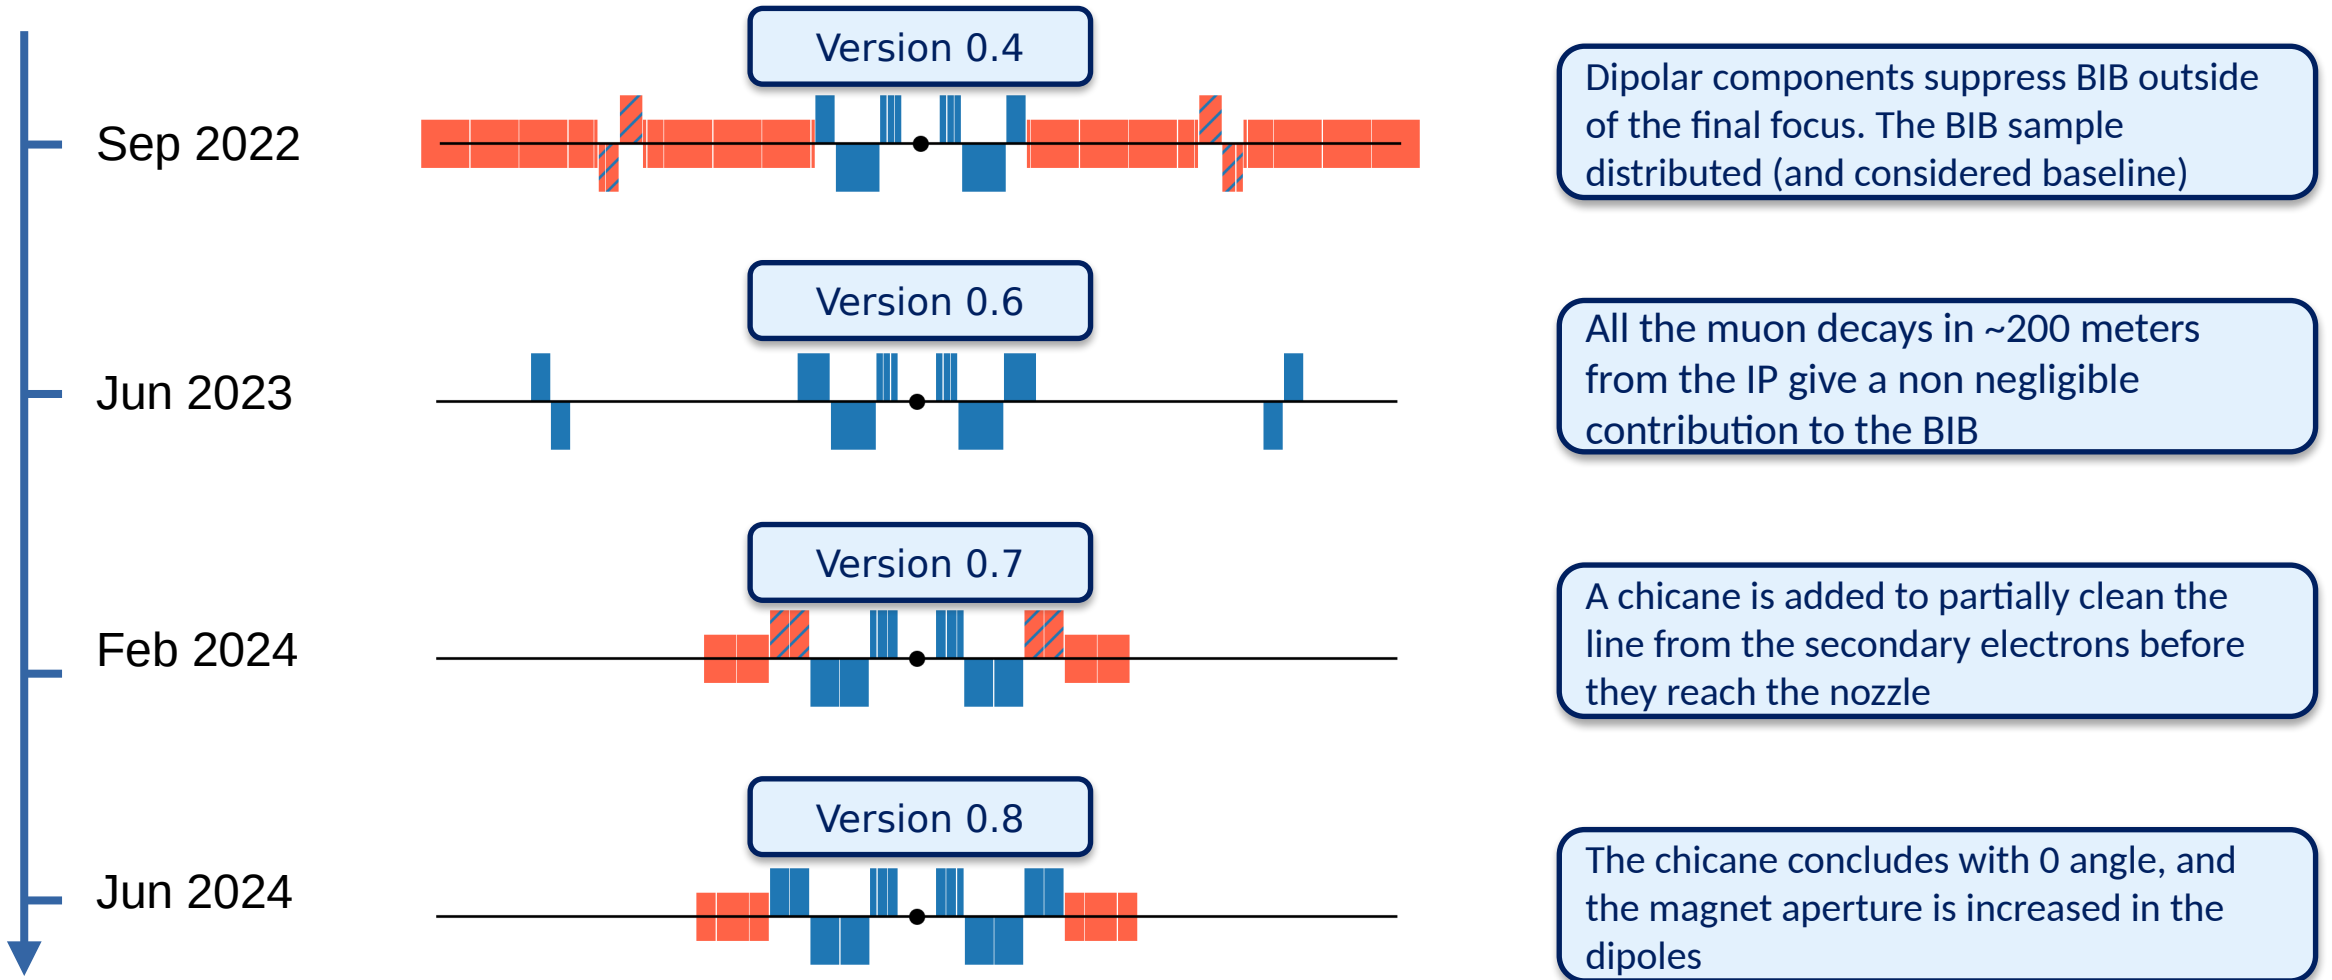 Version 0.4
Sep 2022
Dipolar components suppress BIB outside
of the final focus. The BIB sample
distributed (and considered baseline)
Version 0.6
Jun 2023
All the muon decays in ~200 meters
from the IP give a non negligible
contribution to the BIB
Version 0.7
Feb 2024
A chicane is added to partially clean the
line from the secondary electrons before
they reach the nozzle
Version 0.8
Jun 2024
The chicane concludes with 0 angle, and
the magnet aperture is increased in the
dipoles